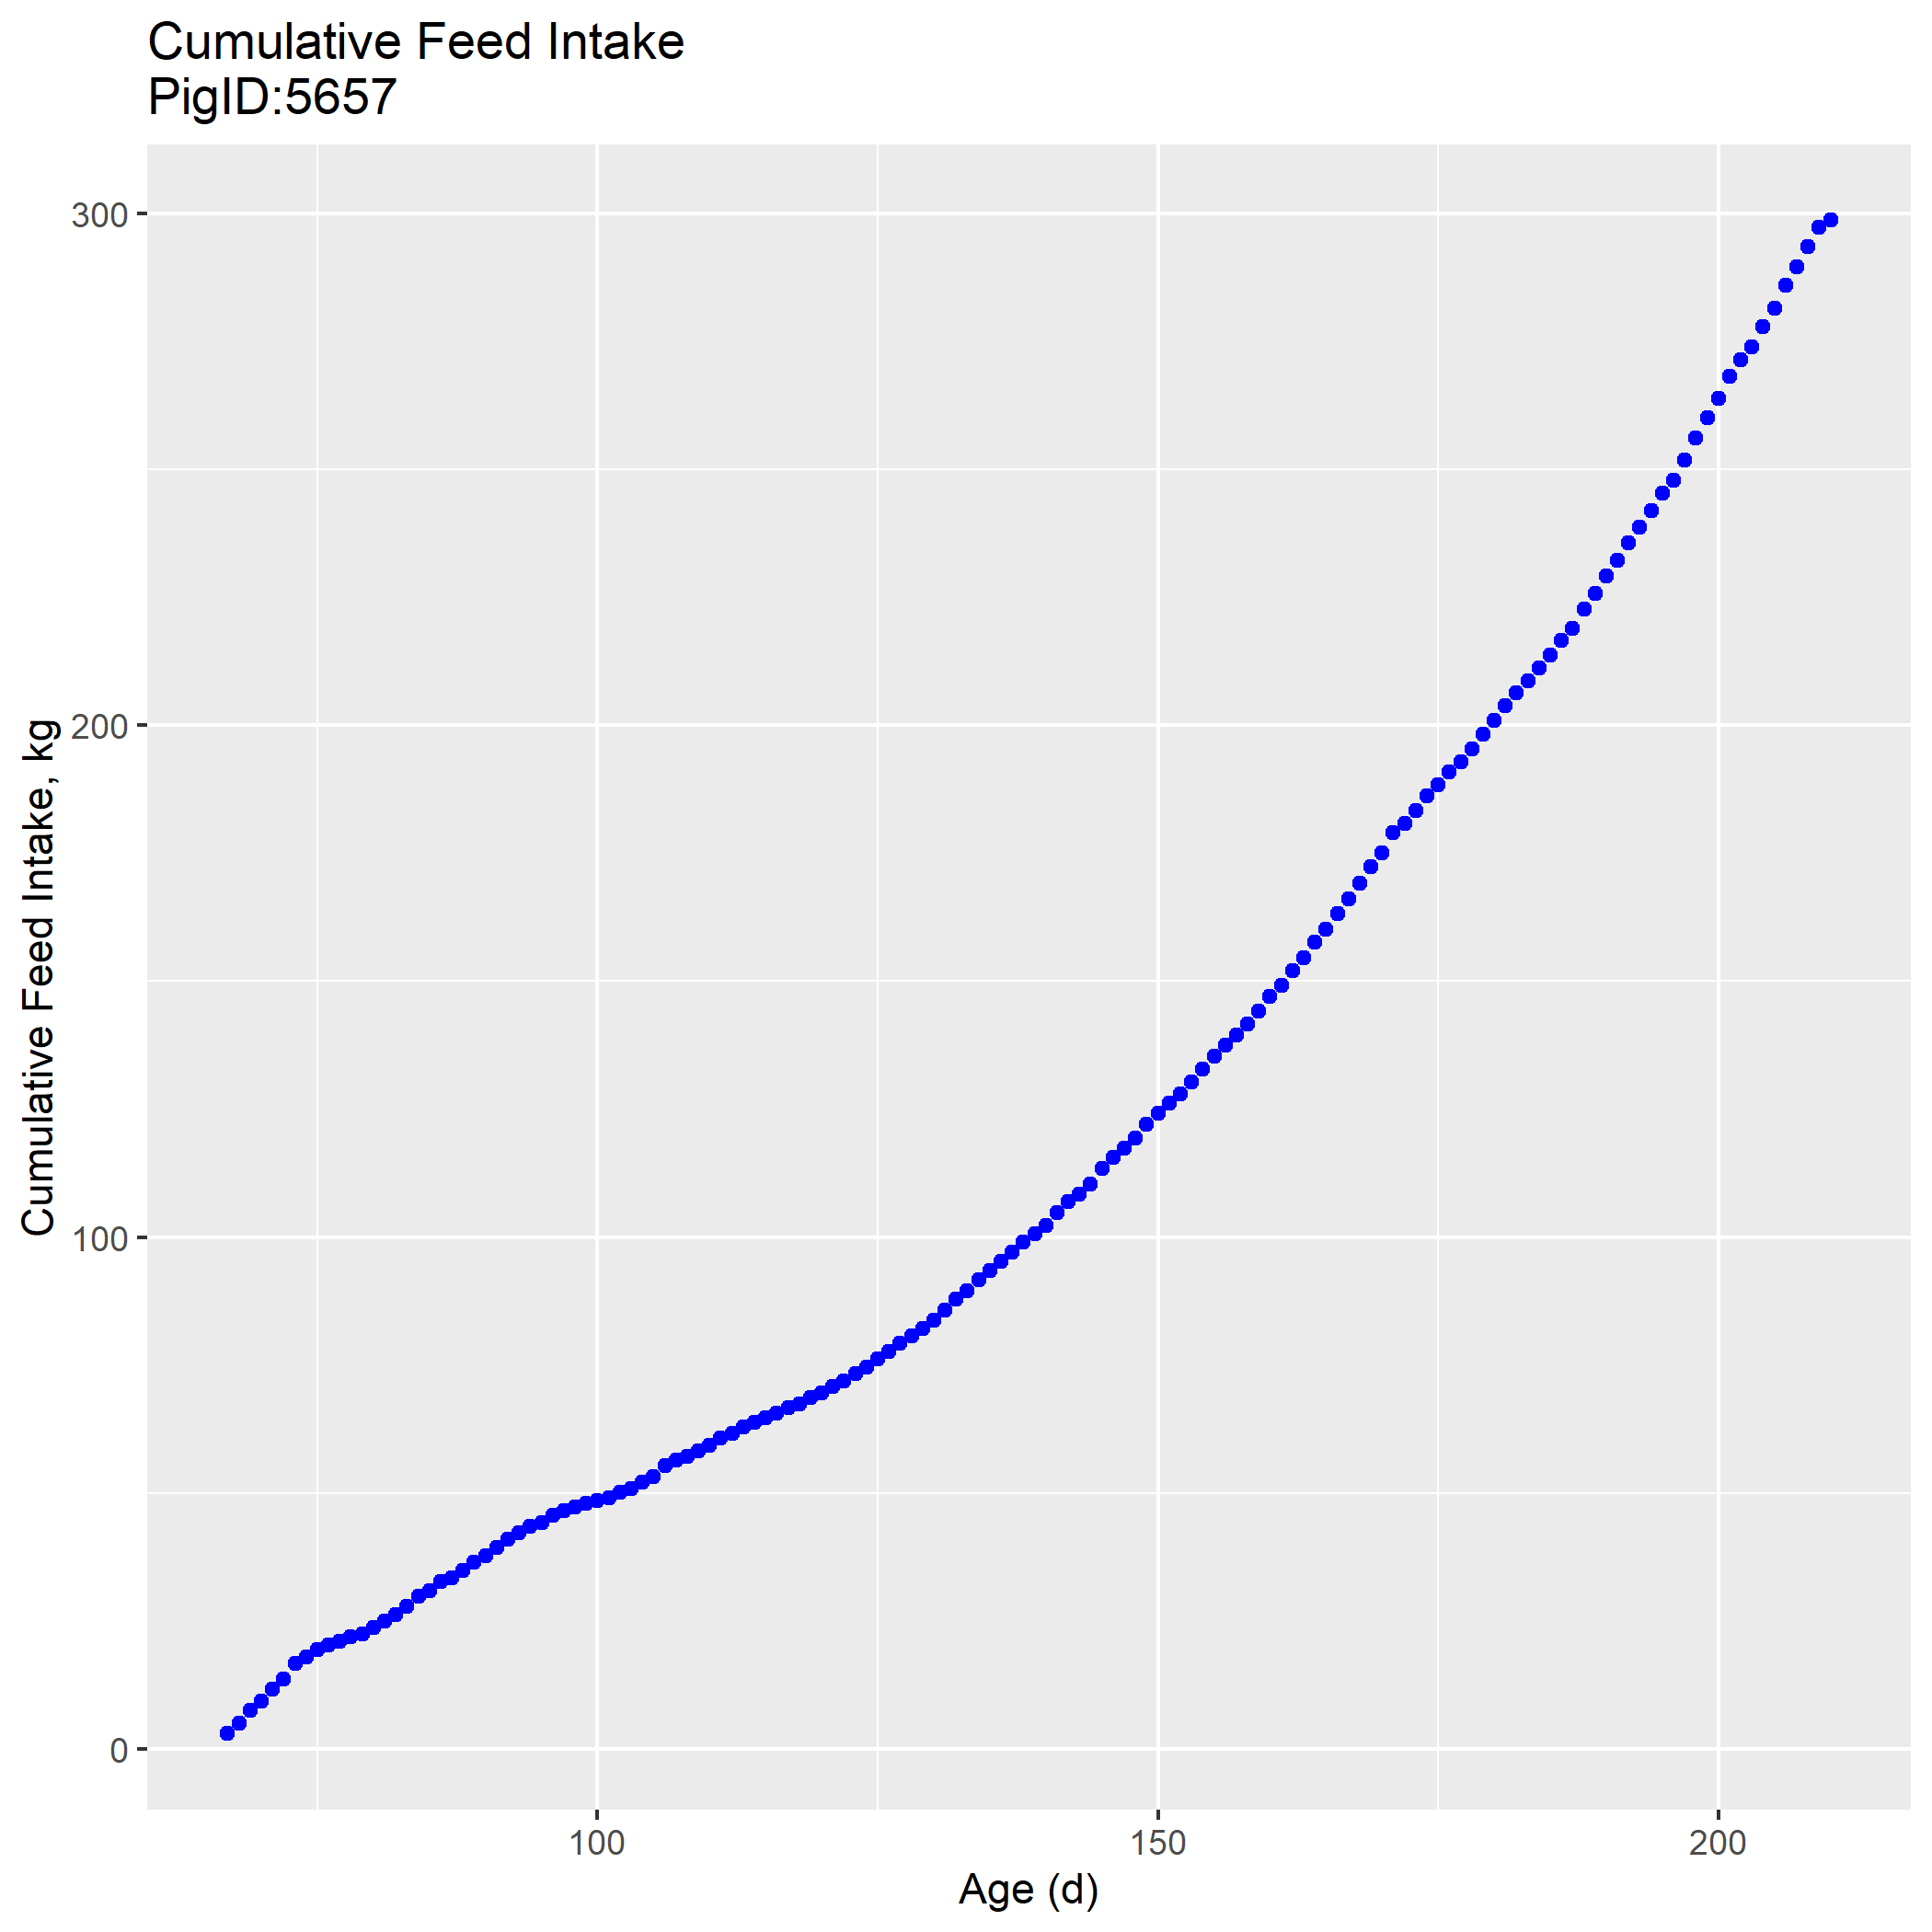 Cumulative Feed Intake
PigID:5657
Cumulative Feed Intake, kg
300
200
100
0
100
150
200
Age (d)